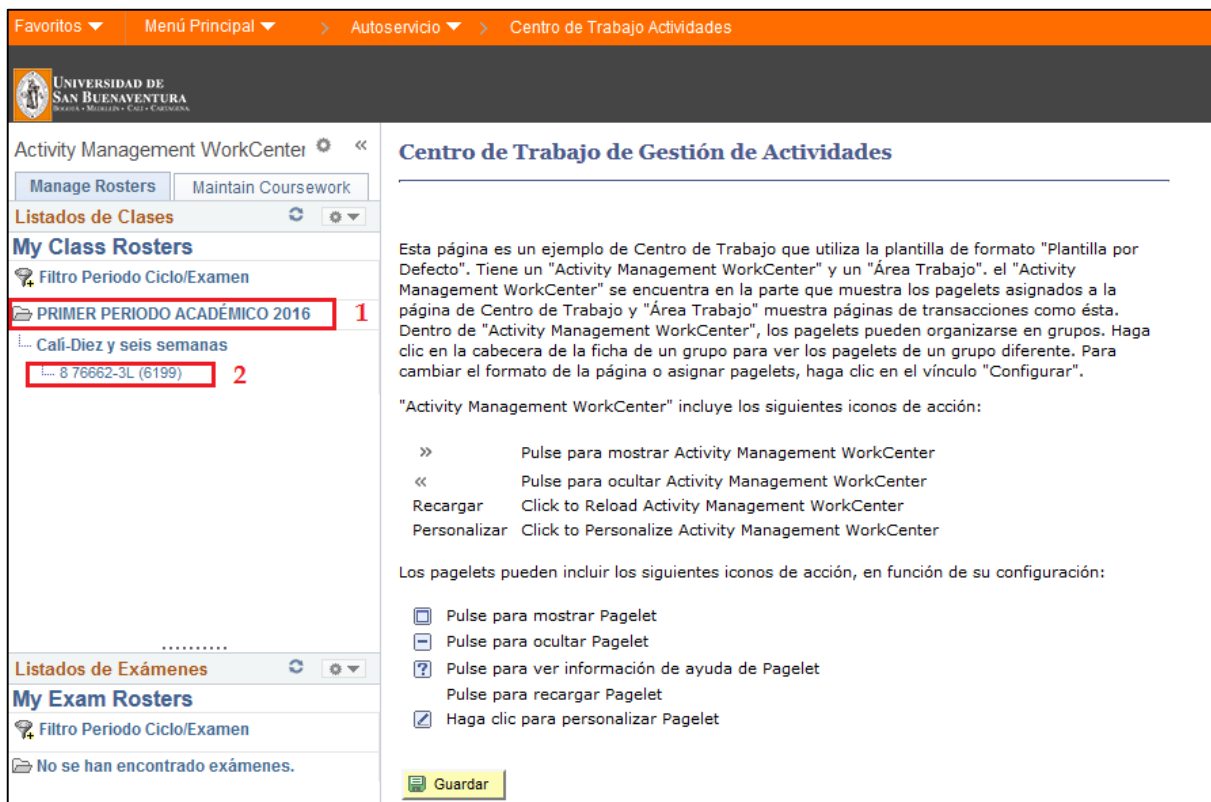 Favoritos Menú Principal > Autoservicio > Centro de Trabajo Actividades
UNIVERSIDAD DE
SAN BUENAVENTURA
BOGOTÁ • MEDELLÍN • CALI • CARTAGENA
Activity Management WorkCenter «
Manage Rosters Maintain Coursework
Listados de Clases
My Class Rosters
Filtro Periodo Ciclo/Examen
PRIMER PERIODO ACADÉMICO 2016 1
Cali-Diez y seis semanas
8 76662-3L (6199) 2
Listados de Exámenes
My Exam Rosters
Filtro Periodo Ciclo/Examen
No se han encontrado exámenes.
Centro de Trabajo de Gestión de Actividades
Esta página es un ejemplo de Centro de Trabajo que utiliza la plantilla de formato "Plantilla por
Defecto". Tiene un "Activity Management WorkCenter" y un "Área Trabajo". el "Activity
Management WorkCenter" se encuentra en la parte que muestra los pagelets asignados a la
página de Centro de Trabajo y "Área Trabajo" muestra páginas de transacciones como ésta.
Dentro de "Activity Management WorkCenter", los pagelets pueden organizarse en grupos. Haga
clic en la cabecera de la ficha de un grupo para ver los pagelets de un grupo diferente. Para
cambiar el formato de la página o asignar pagelets, haga clic en el vínculo "Configurar".
"Activity Management WorkCenter" incluye los siguientes iconos de acción:
» Pulse para mostrar Activity Management WorkCenter
« Pulse para ocultar Activity Management WorkCenter
Recargar Click to Reload Activity Management WorkCenter
Personalizar Click to Personalize Activity Management WorkCenter
Los pagelets pueden incluir los siguientes iconos de acción, en función de su configuración:
Pulse para mostrar Pagelet
Pulse para ocultar Pagelet
? Pulse para ver información de ayuda de Pagelet
Pulse para recargar Pagelet
Haga clic para personalizar Pagelet
Guardar